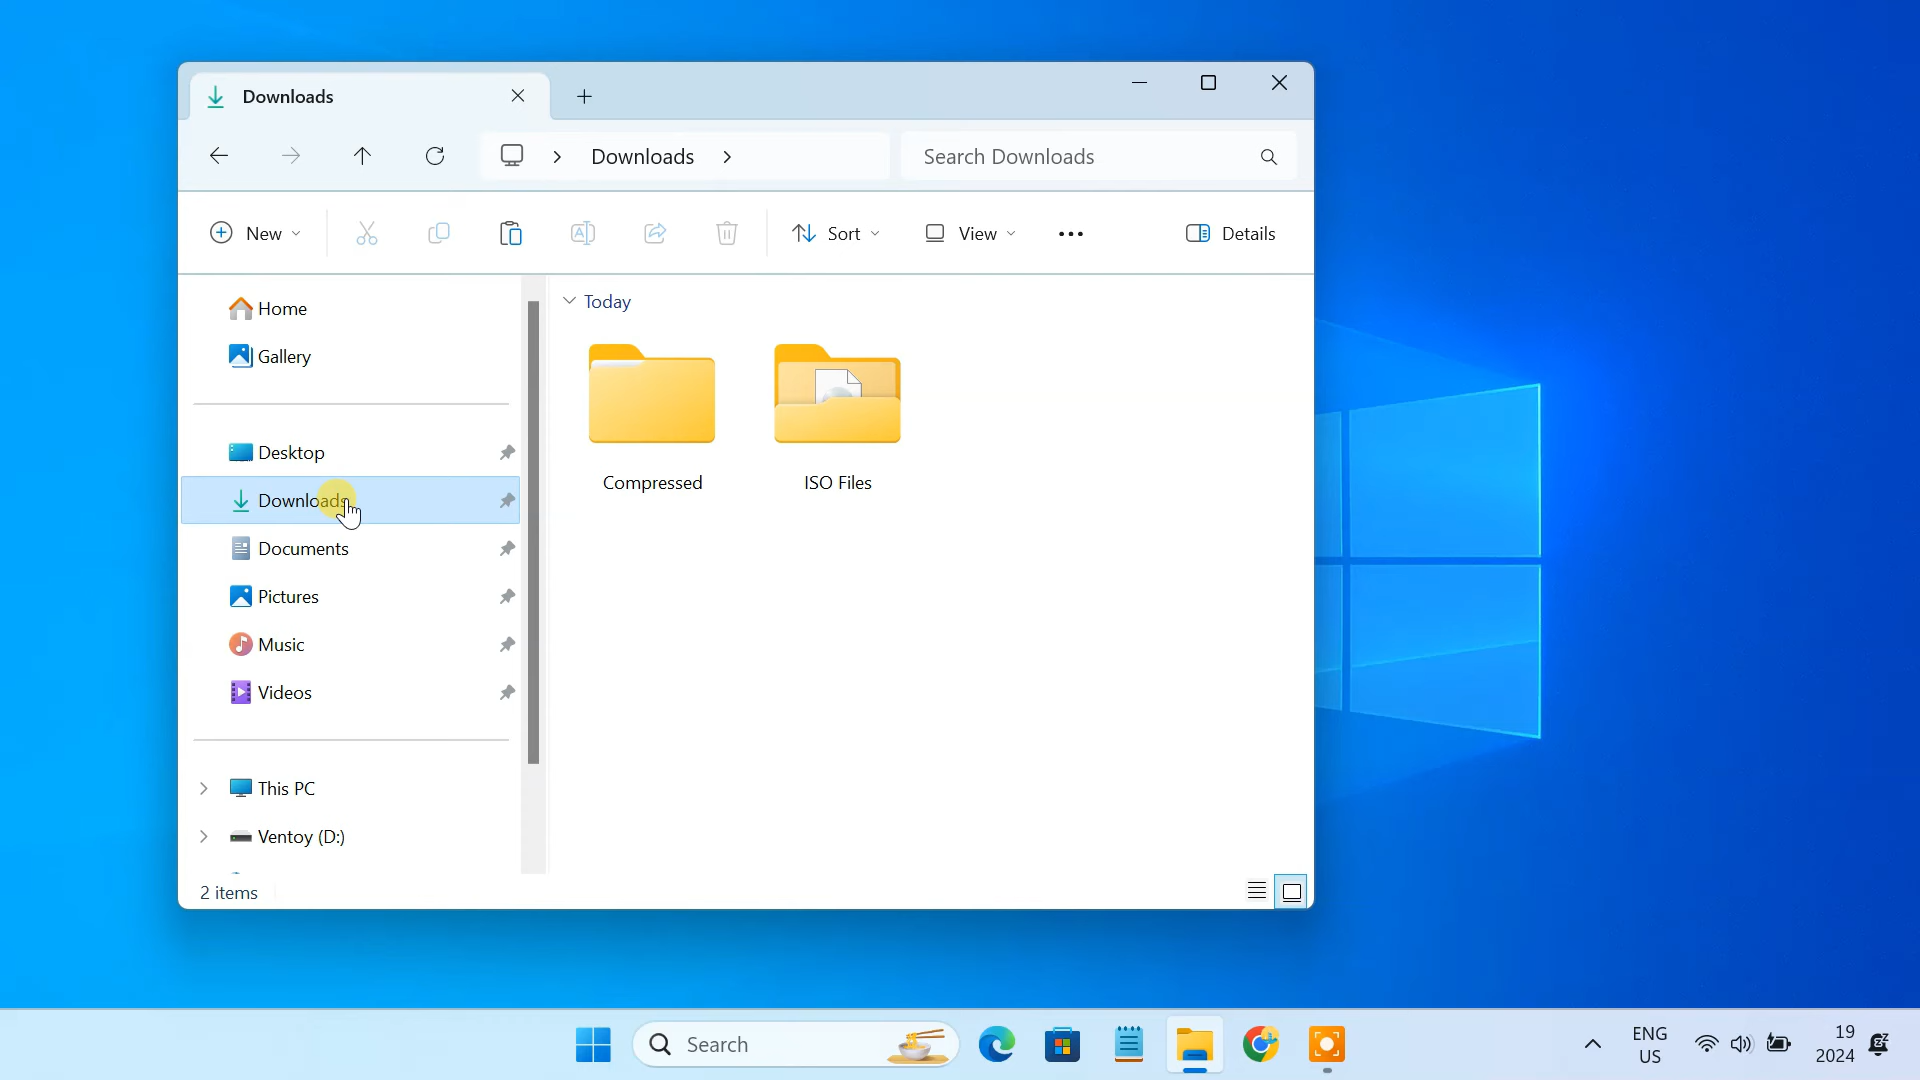 Downloads
Downloads
Search Downloads
New
Sort
View
Details
Home
Gallery
Desktop
Downloads
Documents
Pictures
Music
Videos
This PC
Ventoy (D:)
Today
Compressed
ISO Files
2 items
Search
ENG
US
19
2024